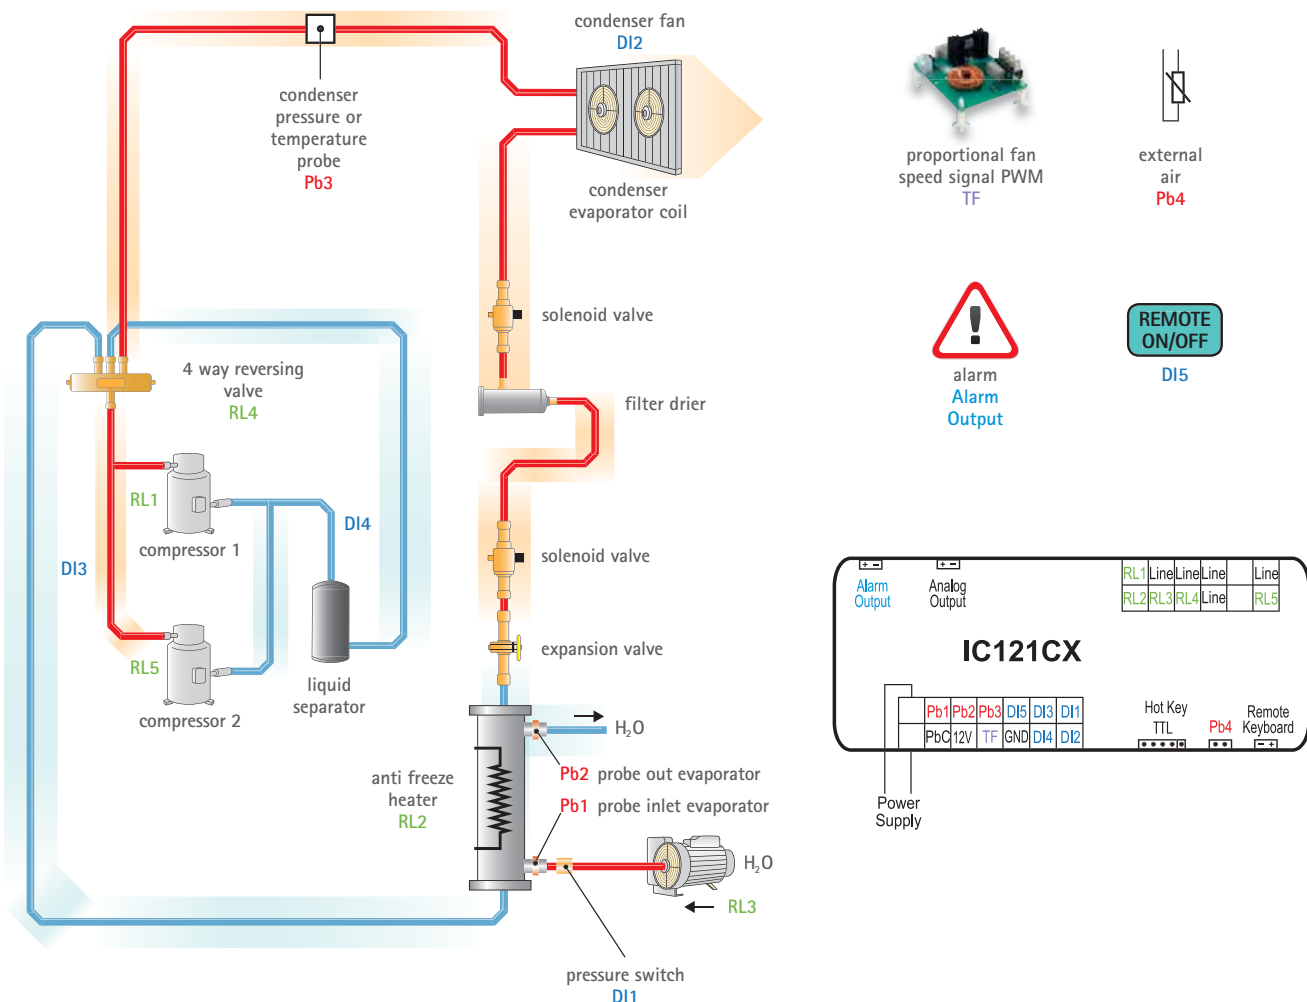 condenser fan
DI2
condenser
pressure or
temperature
probe
Pb3
condenser
evaporator coil
proportional fan
speed signal PWM
TF
external
air
Pb4
solenoid valve
alarm
Alarm
Output
REMOTE
ON/OFF
DI5
4 way reversing
valve
RL4
filter drier
RL1
compressor 1
DI4
DI3
solenoid valve
expansion valve
RL5
compressor 2
liquid
separator
H2O
anti freeze
heater
RL2
Pb2 probe out evaporator
Pb1 probe inlet evaporator
H2O
RL3
pressure switch
DI1
+ -
+ -
Alarm
Output
Analog
Output
RL1 Line Line Line Line
RL2 RL3 RL4 Line RL5
IC121CX
Pb1 Pb2 Pb3 DI5 DI3 DI1
PbC 12V TF GND DI4 DI2
Hot Key
TTL
Pb4
Remote
Keyboard
- +
Power
Supply